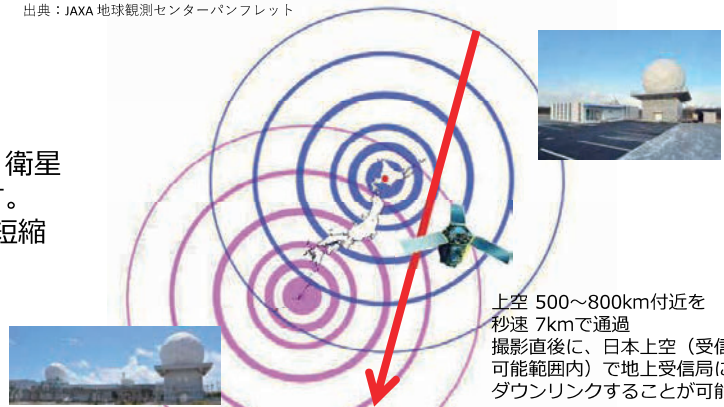 出典：JAXA 地球観測センターパンフレット
衛星
す。
短縮
上空 500～800km付近を
秒速 7kmで通過
撮影直後に、日本上空（受信
可能範囲内）で地上受信局に
ダウンリンクすることが可能